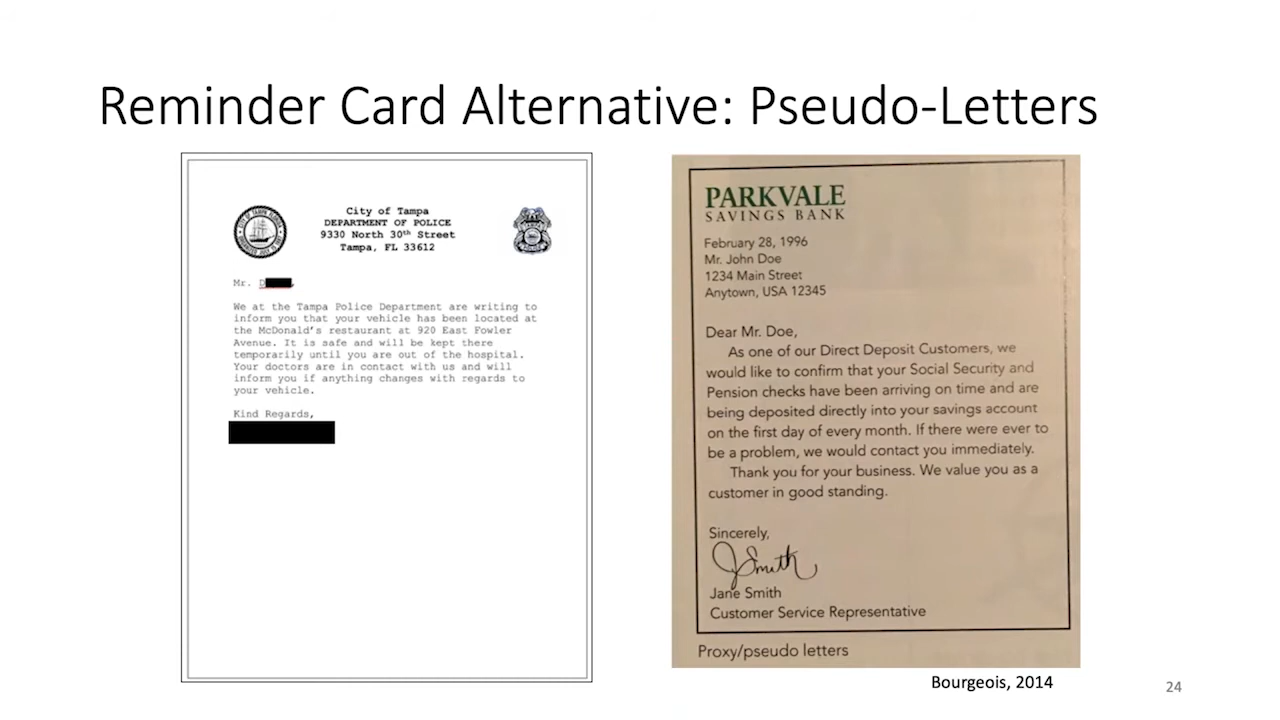 Reminder Card Alternative: Pseudo-Letters
City of Tampa
DEPARTMENT OF POLICE
9330 North 30th Street
Tampa, FL 33612
Mr. D
We at the Tampa Police Department are writing to
inform you that your vehicle has been located at
the McDonald's restaurant at 920 East Fowler
Avenue. It is safe and will be kept there
temporarily until you are out of the hospital.
Your doctors are in contact with us and will
inform you if anything changes with regards to
your vehicle.
Kind Regards,
PARKVALE
SAVINGS BANK
February 28, 1996
Mr. John Doe
1234 Main Street
Anytown, USA 12345
Dear Mr. Doe,
As one of our Direct Deposit Customers, we
would like to confirm that your Social Security and
Pension checks have been arriving on time and are
being deposited directly into your savings account
on the first day of every month. If there were ever to
be a problem, we would contact you immediately.
Thank you for your business. We value you as a
customer in good standing.
Sincerely,
J Smith
Jane Smith
Customer Service Representative
Proxy/pseudo letters
Bourgeois, 2014
24